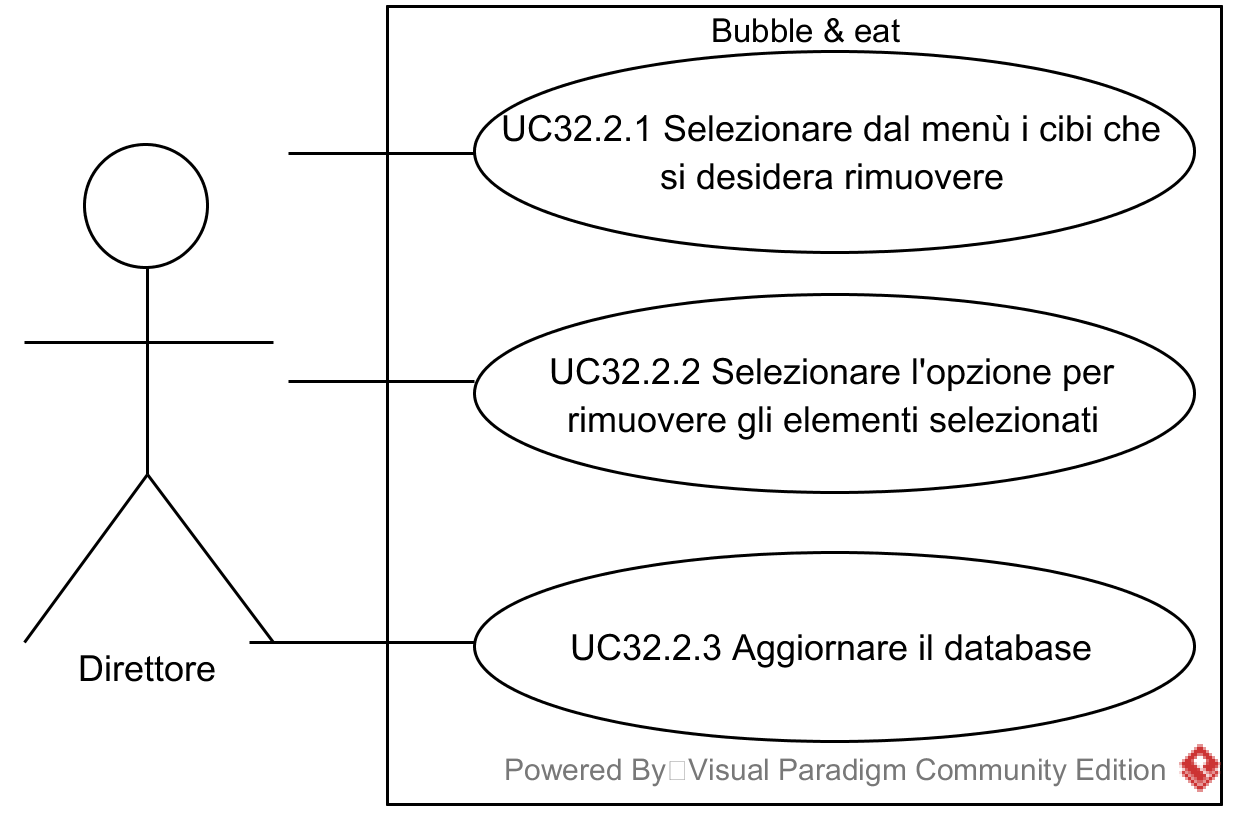 Bubble & eat
UC32.2.1 Selezionare dal menù i cibi che
si desidera rimuovere
UC32.2.2 Selezionare l'opzione per
rimuovere gli elementi selezionati
UC32.2.3 Aggiornare il database
Direttore
Powered By Visual Paradigm Community Edition